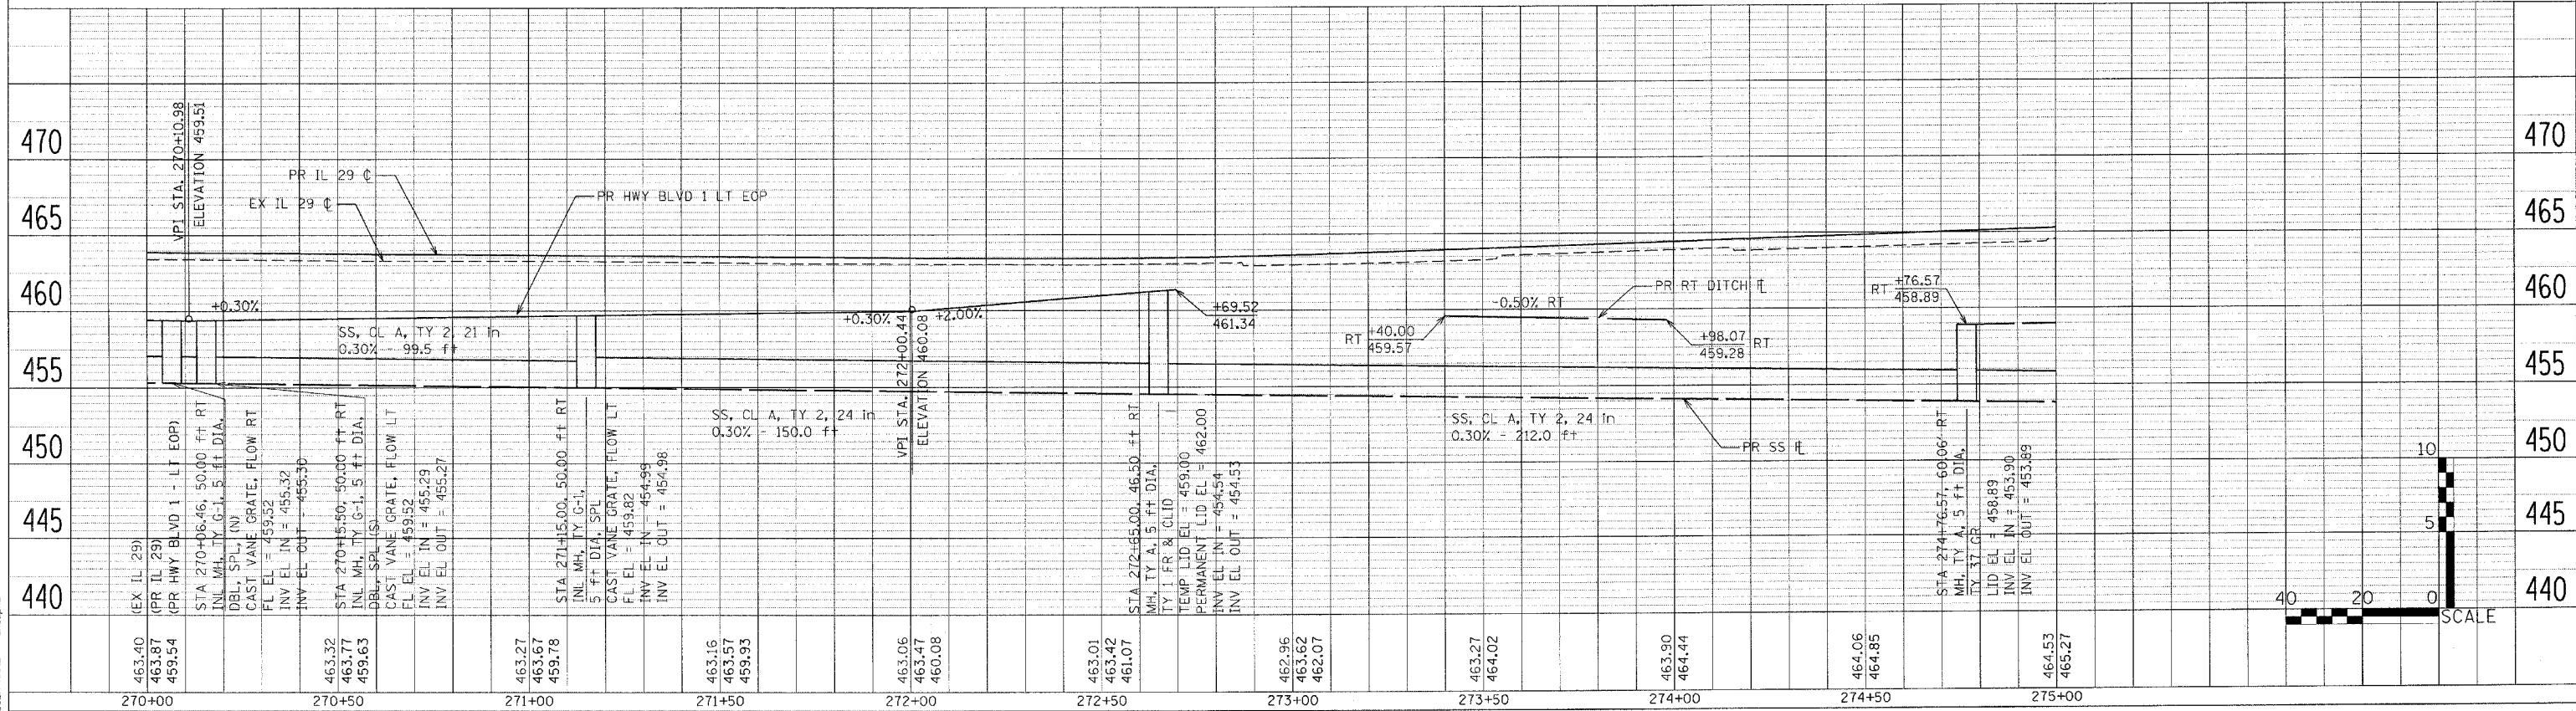 470
465
460
455
450
445
440
VPI STA. 270+10.98
ELEVATION 459.51
PR IL 29 ℄
EX IL 29 ℄
PR HWY BLVD 1 LT EOP
+0.30%
SS, CL A, TY 2, 21 in
0.30% - 99.5 ft
+0.30%
+2.00%
VPI STA. 272+00.44
ELEVATION 460.08
+69.52
461.34
RT
+40.00
459.57
-0.50% RT
PR RT DITCH ℄
+98.07
459.28
RT
RT
+76.57
458.89
SS, CL A, TY 2, 24 in
0.30% - 150.0 ft
SS, CL A, TY 2, 24 in
0.30% - 212.0 ft
PR SS ℄
(EX IL 29)
(PR IL 29)
(PR HWY BLVD 1 - LT EOP)
STA 270+06.46, 50.00 ft RT
INL MH, TY G-1, 5 ft DIA,
DBL, SPL, (N)
CAST VANE GRATE, FLOW RT
FL EL = 459.52
INV EL IN = 455.32
INV EL OUT = 455.30
STA 270+15.50, 50.00 ft RT
INL MH, TY G-1, 5 ft DIA,
DBL, SPL (S)
CAST VANE GRATE, FLOW LT
FL EL = 459.52
INV EL IN = 455.29
INV EL OUT = 455.27
STA 271+15.00, 50.00 ft RT
INL MH, TY G-1,
5 ft DIA, SPL
CAST VANE GRATE, FLOW LT
FL EL = 459.82
INV EL IN = 454.99
INV EL OUT = 454.98
STA 272+65.00, 46.50 ft RT
MH, TY A, 5 ft DIA,
TY 1 FR & CLID
TEMP LID EL = 459.00
PERMANENT LID EL = 462.00
INV EL IN = 454.54
INV EL OUT = 454.53
STA 274+76.57, 60.06' RT
MH, TY A, 5 ft DIA,
TY 37 GR
LID EL = 458.89
INV EL IN = 453.90
INV EL OUT = 453.89
470
465
460
455
450
445
440
10
5
40 20 0
SCALE
463.40
463.87
459.54
463.32
463.77
459.63
463.27
463.67
459.78
463.16
463.57
459.93
463.06
463.47
460.08
463.01
463.42
461.07
462.96
463.62
462.07
463.27
464.02
463.90
464.44
464.06
464.85
464.53
465.27
270+00 270+50 271+00 271+50 272+00 272+50 273+00 273+50 274+00 274+50 275+00